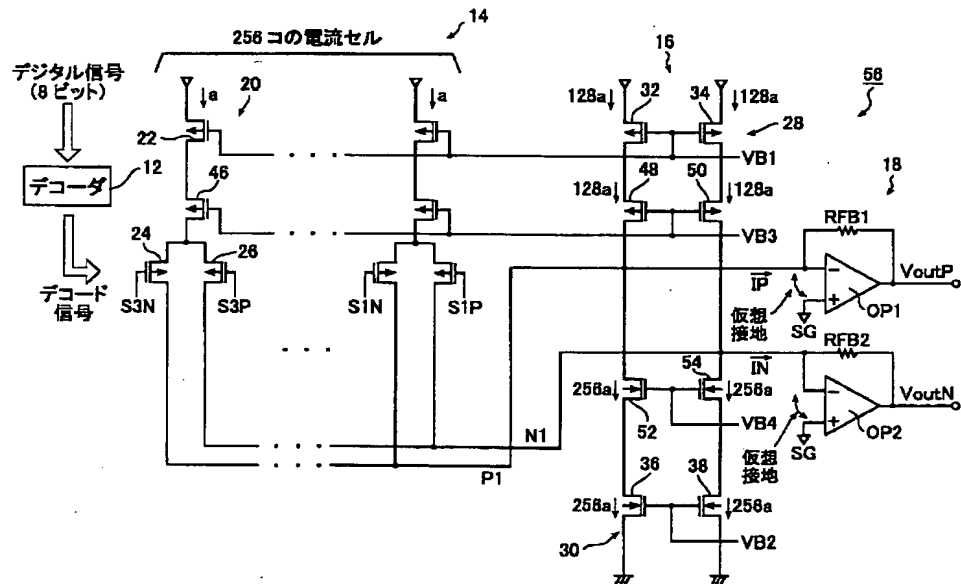 256コの電流セル
14
デジタル信号
(8ビット)
12
デコーダ
デコード
信号
a
20
22
46
24
26
S3N
S3P
a
S1N
S1P
N1
P1
16
56
128a
32
34
128a
28
VB1
128a
48
50
128a
VB3
18
RFB1
IP
VoutP
仮想
接地
SG
OP1
RFB2
IN
VoutN
仮想
接地
SG
OP2
54
256a
256a
52
VB4
36
38
256a
256a
VB2
30